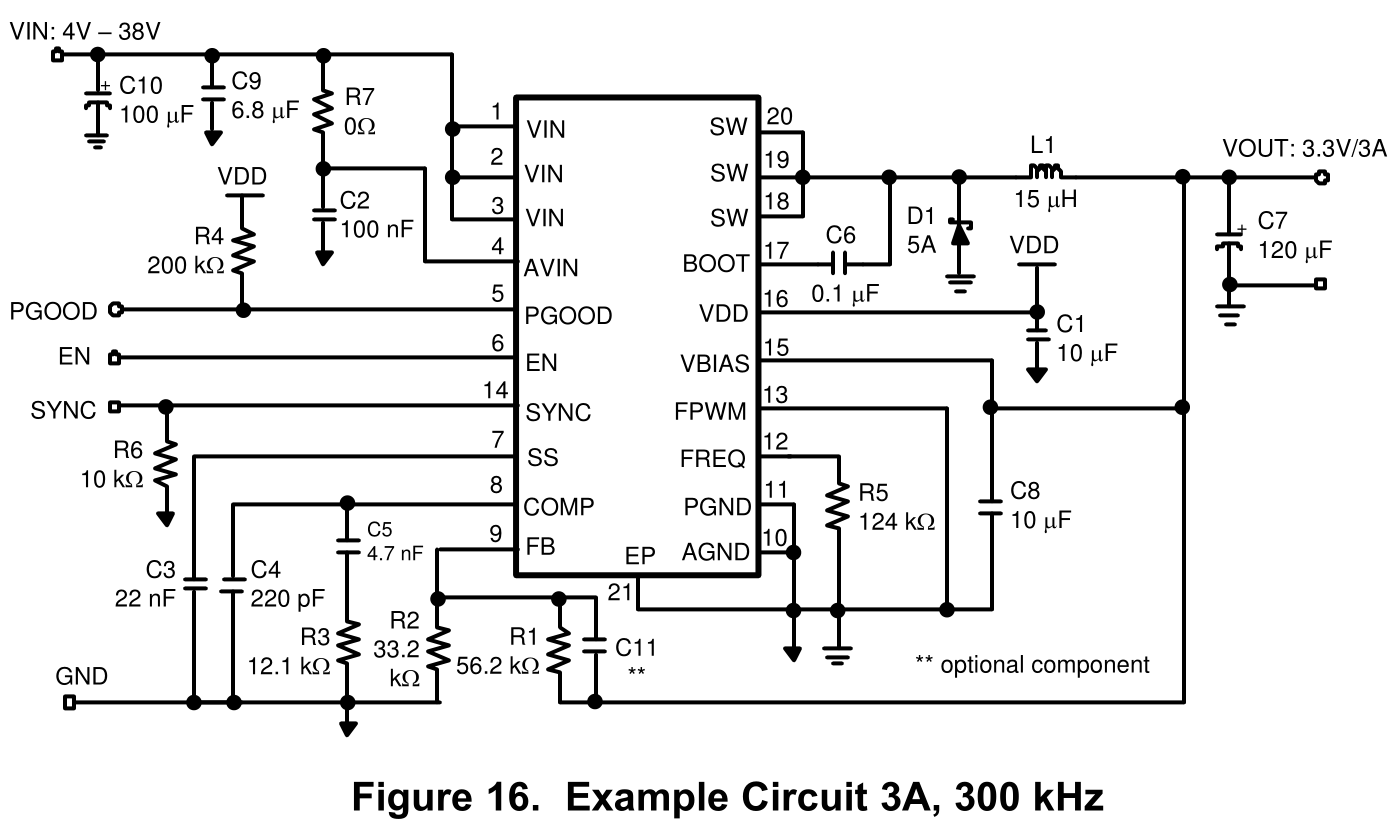 VIN: 4V – 38V
C10
100 μF
C9
6.8 μF
R7
0Ω
C2
100 nF
VDD
R4
200 kΩ
PGOOD
EN
SYNC
R6
10 kΩ
C3
22 nF
C4
220 pF
C5
4.7 nF
R3
12.1 kΩ
R2
33.2
kΩ
R1
56.2 kΩ
C11
**
GND
1
VIN
2
VIN
3
VIN
4
AVIN
5
PGOOD
6
EN
14
SYNC
7
SS
8
COMP
9
FB
EP
21
SW
20
SW
19
SW
18
BOOT
17
VDD
16
VBIAS
15
FPWM
13
FREQ
12
PGND
11
AGND
10
C6
0.1 μF
D1
5A
L1
15 μH
VOUT: 3.3V/3A
C7
120 μF
VDD
C1
10 μF
C8
10 μF
R5
124 kΩ
** optional component
Figure 16. Example Circuit 3A, 300 kHz